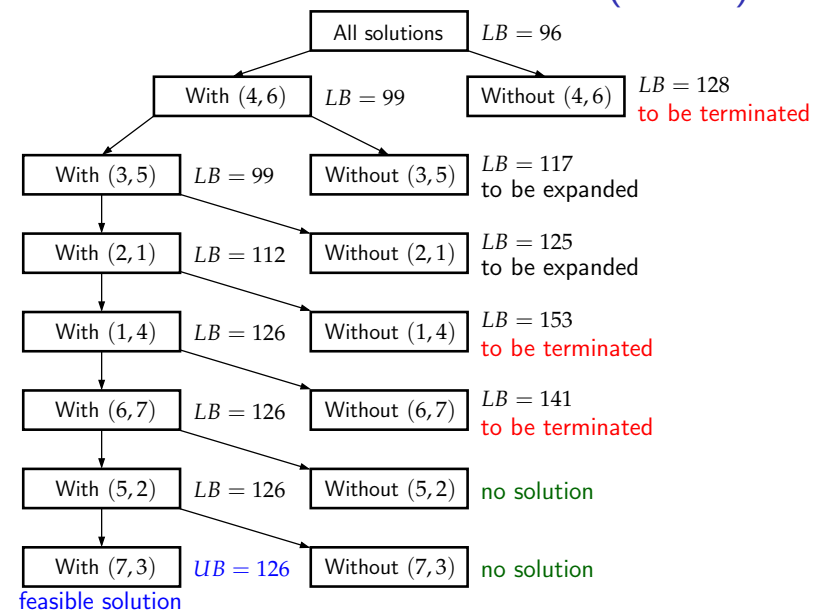 All solutions LB = 96
With (4, 6) LB = 99 Without (4, 6) LB = 128
to be terminated
With (3, 5) LB = 99 Without (3, 5) LB = 117
to be expanded
With (2, 1) LB = 112 Without (2, 1) LB = 125
to be expanded
With (1, 4) LB = 126 Without (1, 4) LB = 153
to be terminated
With (6, 7) LB = 126 Without (6, 7) LB = 141
to be terminated
With (5, 2) LB = 126 Without (5, 2) no solution
With (7, 3) UB = 126 Without (7, 3) no solution
feasible solution